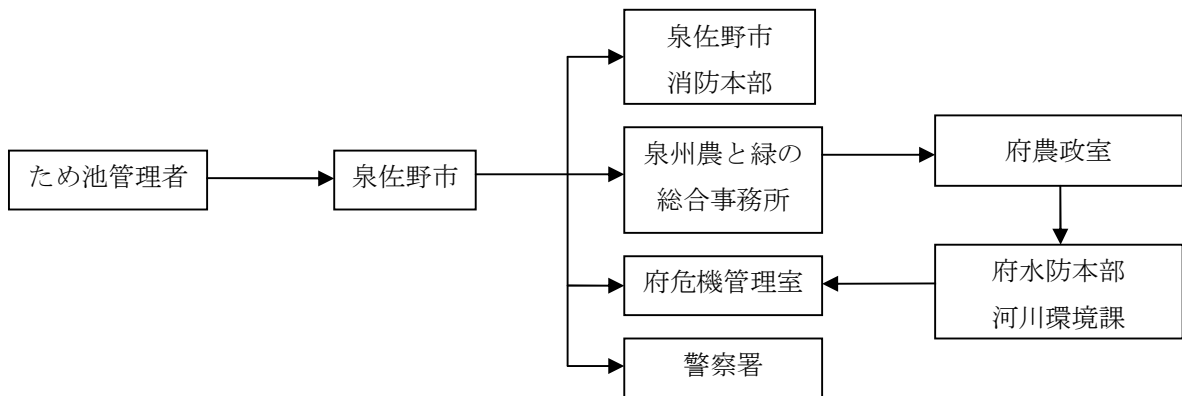 ため池管理者
泉佐野市
泉佐野市
消防本部
泉州農と緑の
総合事務所
府危機管理室
警察署
府農政室
府水防本部
河川環境課